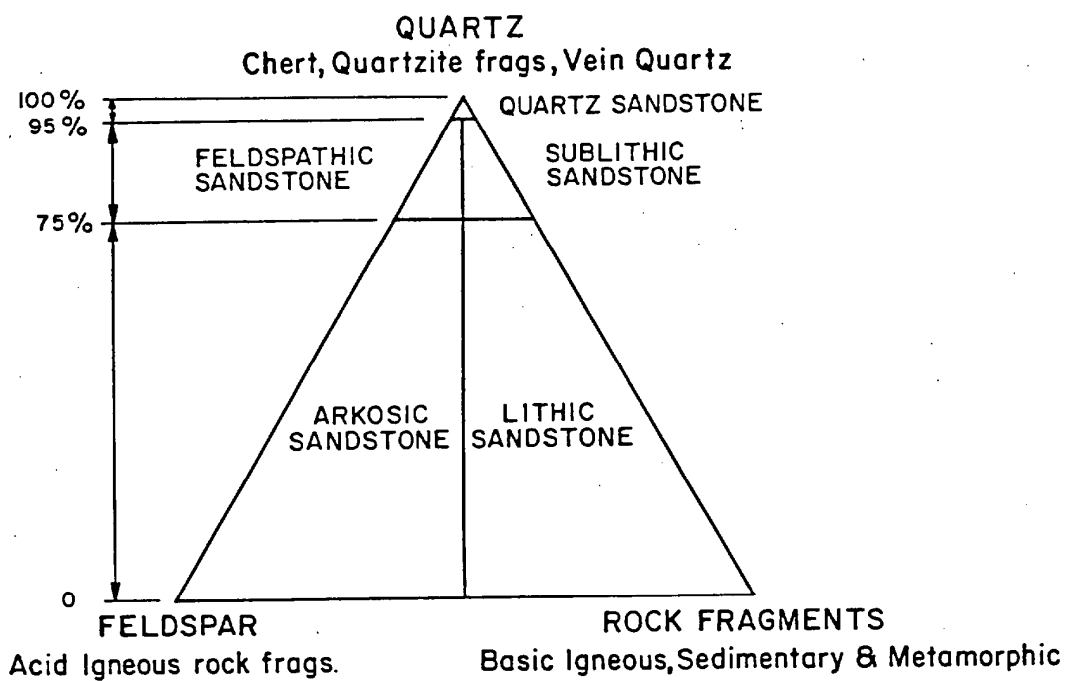 QUARTZ
Chert, Quartzite frags, Vein Quartz
100%
QUARTZ SANDSTONE
95%
FELDSPATHIC
SANDSTONE
SUBLITHIC
SANDSTONE
75%
ARKOSIC
SANDSTONE
LITHIC
SANDSTONE
0
FELDSPAR
Acid Igneous rock frags.
ROCK FRAGMENTS
Basic Igneous, Sedimentary & Metamorphic